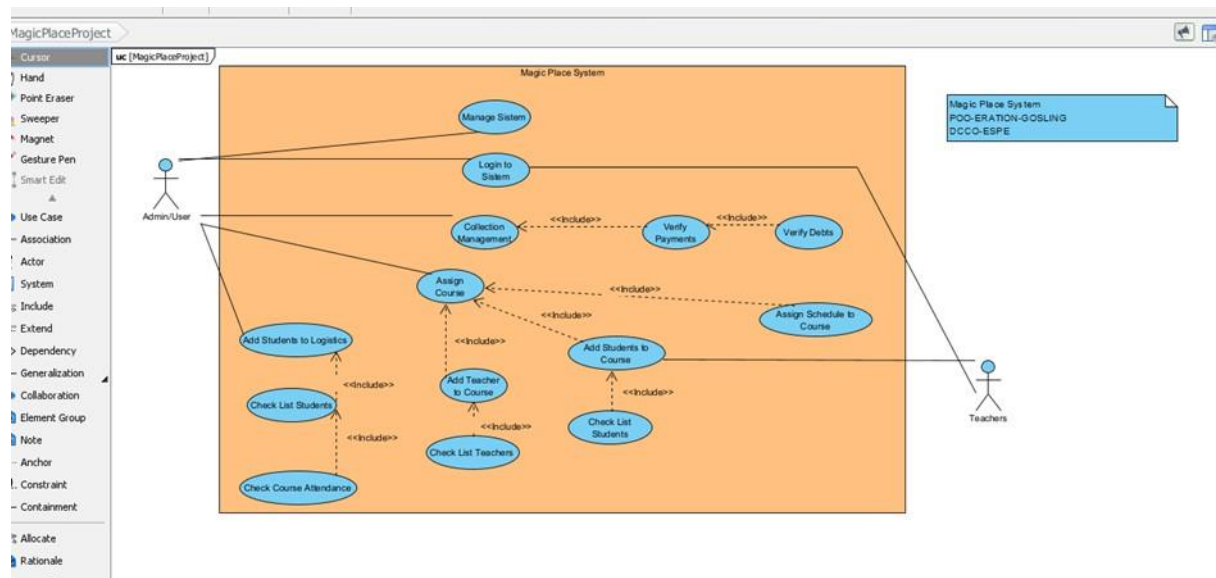 MagicPlaceProject
Cursor
Hand
Point Eraser
Sweeper
Magnet
Gesture Pen
Smart Edit
Use Case
Association
Actor
System
Include
Extend
Dependency
Generalization
Collaboration
Element Group
Note
Anchor
Constraint
Containment
Allocate
Rationale
uc [MagicPlaceProject]
Magic Place System
Manage Sistem
Login to
Sistem
Admin/User
Collection
Management
<<Include>>
Verify
Payments
<<Include>>
Verify Debts
Assign
Course
<<Include>>
Assign Schedule to
Course
<<Include>>
Add Students to Logistics
<<Include>>
Add Students to
Course
<<Include>>
Check List Students
Add Teacher
to Course
<<Include>>
Check List
Students
<<Include>>
<<Include>>
Check List Teachers
Check Course Attendance
Teachers
Magic Place System
POO-ERATION-GOSLING
DCCO-ESPE